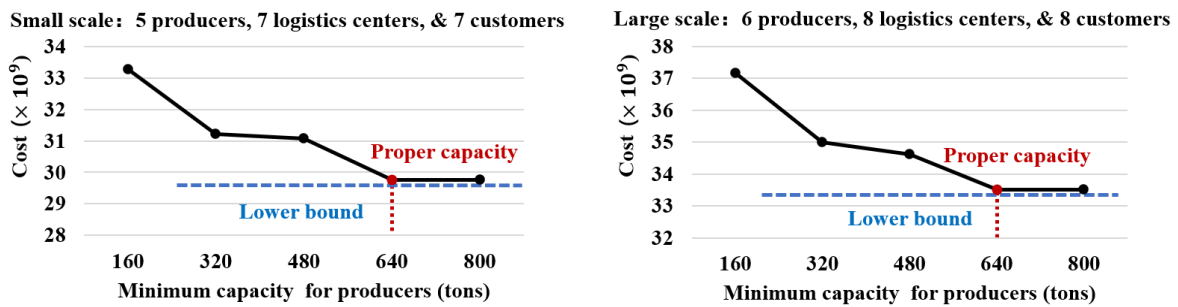 Small scale: 5 producers, 7 logistics centers, & 7 customers
Cost (× 10⁹)
34
33
32
31
30
29
28
Proper capacity
Lower bound
160 320 480 640 800
Minimum capacity for producers (tons)
Large scale: 6 producers, 8 logistics centers, & 8 customers
Cost (× 10⁹)
38
37
36
35
34
33
32
Proper capacity
Lower bound
160 320 480 640 800
Minimum capacity for producers (tons)